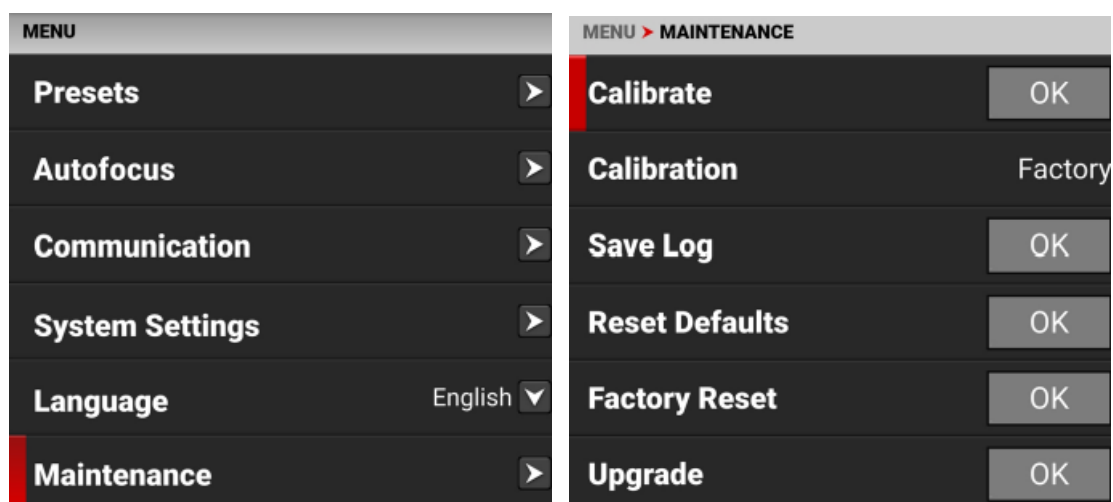 MENU
Presets
Autofocus
Communication
System Settings
Language English
Maintenance
MENU > MAINTENANCE
Calibrate OK
Calibration Factory
Save Log OK
Reset Defaults OK
Factory Reset OK
Upgrade OK